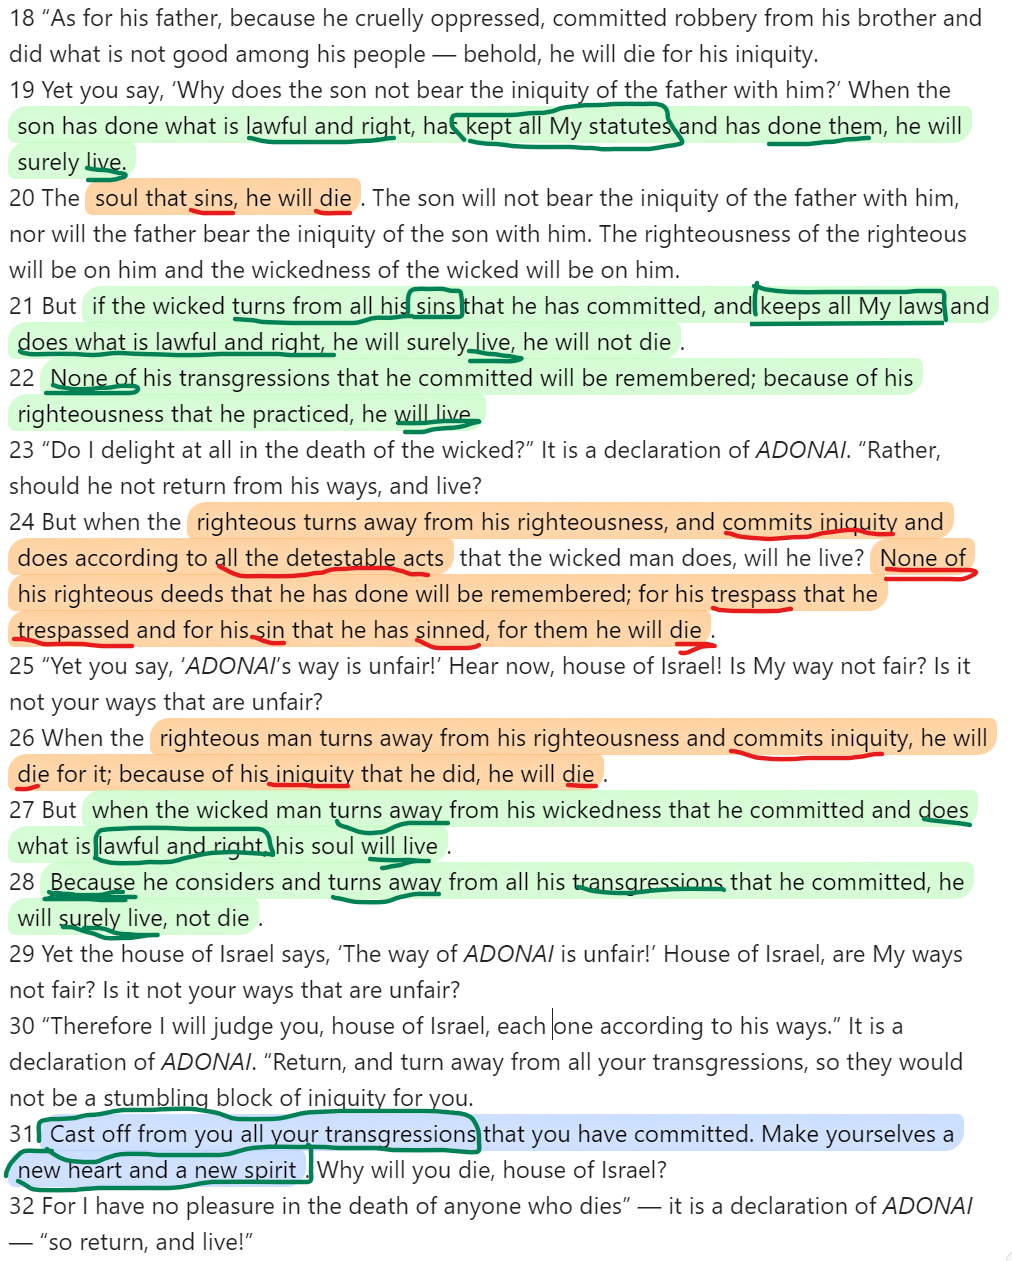 18 “As for his father, because he cruelly oppressed, committed robbery from his brother and
did what is not good among his people — behold, he will die for his iniquity.
19 Yet you say, ‘Why does the son not bear the iniquity of the father with him?’ When the
son has done what is lawful and right, has kept all My statutes and has done them, he will
surely live.
20 The soul that sins, he will die . The son will not bear the iniquity of the father with him,
nor will the father bear the iniquity of the son with him. The righteousness of the righteous
will be on him and the wickedness of the wicked will be on him.
21 But if the wicked turns from all his sins that he has committed, and keeps all My laws and
does what is lawful and right, he will surely live, he will not die .
22 None of his transgressions that he committed will be remembered; because of his
righteousness that he practiced, he will live
23 “Do I delight at all in the death of the wicked?” It is a declaration of ADONAI. “Rather,
should he not return from his ways, and live?
24 But when the righteous turns away from his righteousness, and commits iniquity and
does according to all the detestable acts that the wicked man does, will he live? None of
his righteous deeds that he has done will be remembered; for his trespass that he
trespassed and for his sin that he has sinned, for them he will die .
25 “Yet you say, ‘ADONAI’s way is unfair!’ Hear now, house of Israel! Is My way not fair? Is it
not your ways that are unfair?
26 When the righteous man turns away from his righteousness and commits iniquity, he will
die for it; because of his iniquity that he did, he will die .
27 But when the wicked man turns away from his wickedness that he committed and does
what is lawful and right, his soul will live .
28 Because he considers and turns away from all his transgressions that he committed, he
will surely live, not die .
29 Yet the house of Israel says, ‘The way of ADONAI is unfair!’ House of Israel, are My ways
not fair? Is it not your ways that are unfair?
30 “Therefore I will judge you, house of Israel, each one according to his ways.” It is a
declaration of ADONAI. “Return, and turn away from all your transgressions, so they would
not be a stumbling block of iniquity for you.
31 Cast off from you all your transgressions that you have committed. Make yourselves a
new heart and a new spirit . Why will you die, house of Israel?
32 For I have no pleasure in the death of anyone who dies” — it is a declaration of ADONAI
— “so return, and live!”